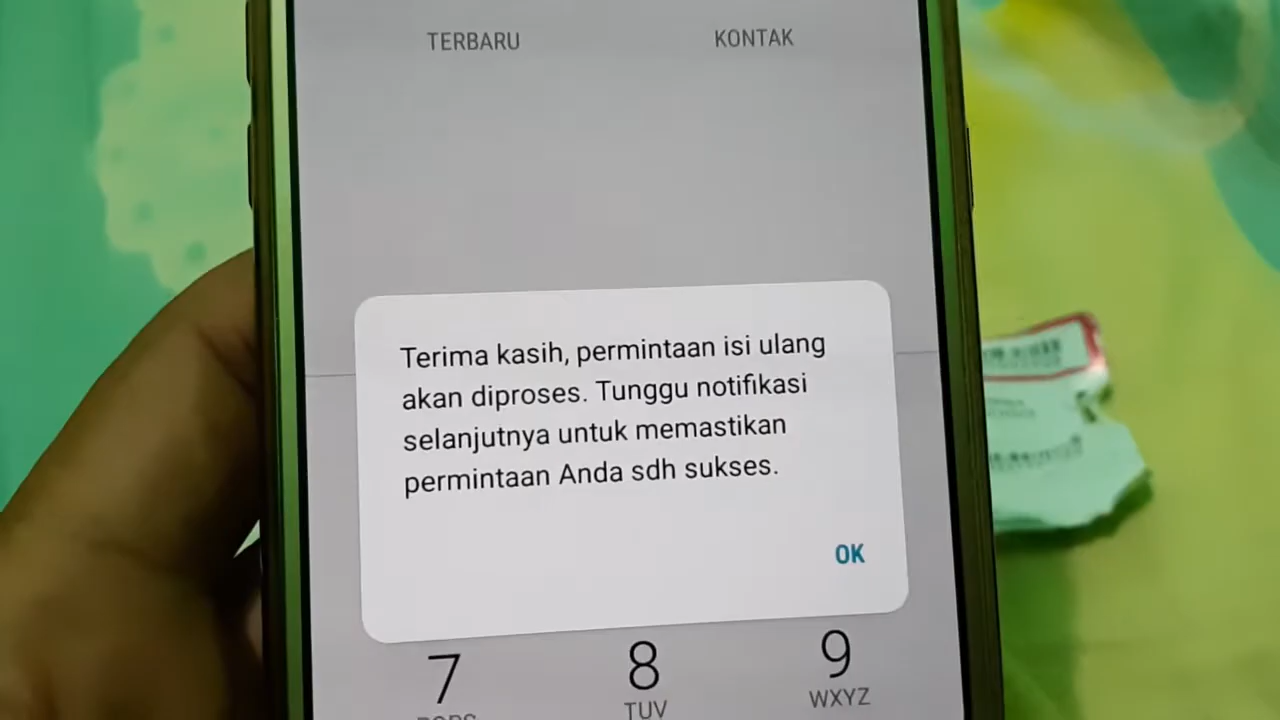 TERBARU
KONTAK
Terima kasih, permintaan isi ulang
akan diproses. Tunggu notifikasi
selanjutnya untuk memastikan
permintaan Anda sdh sukses.
OK
7
8
9
TUV
WXYZ